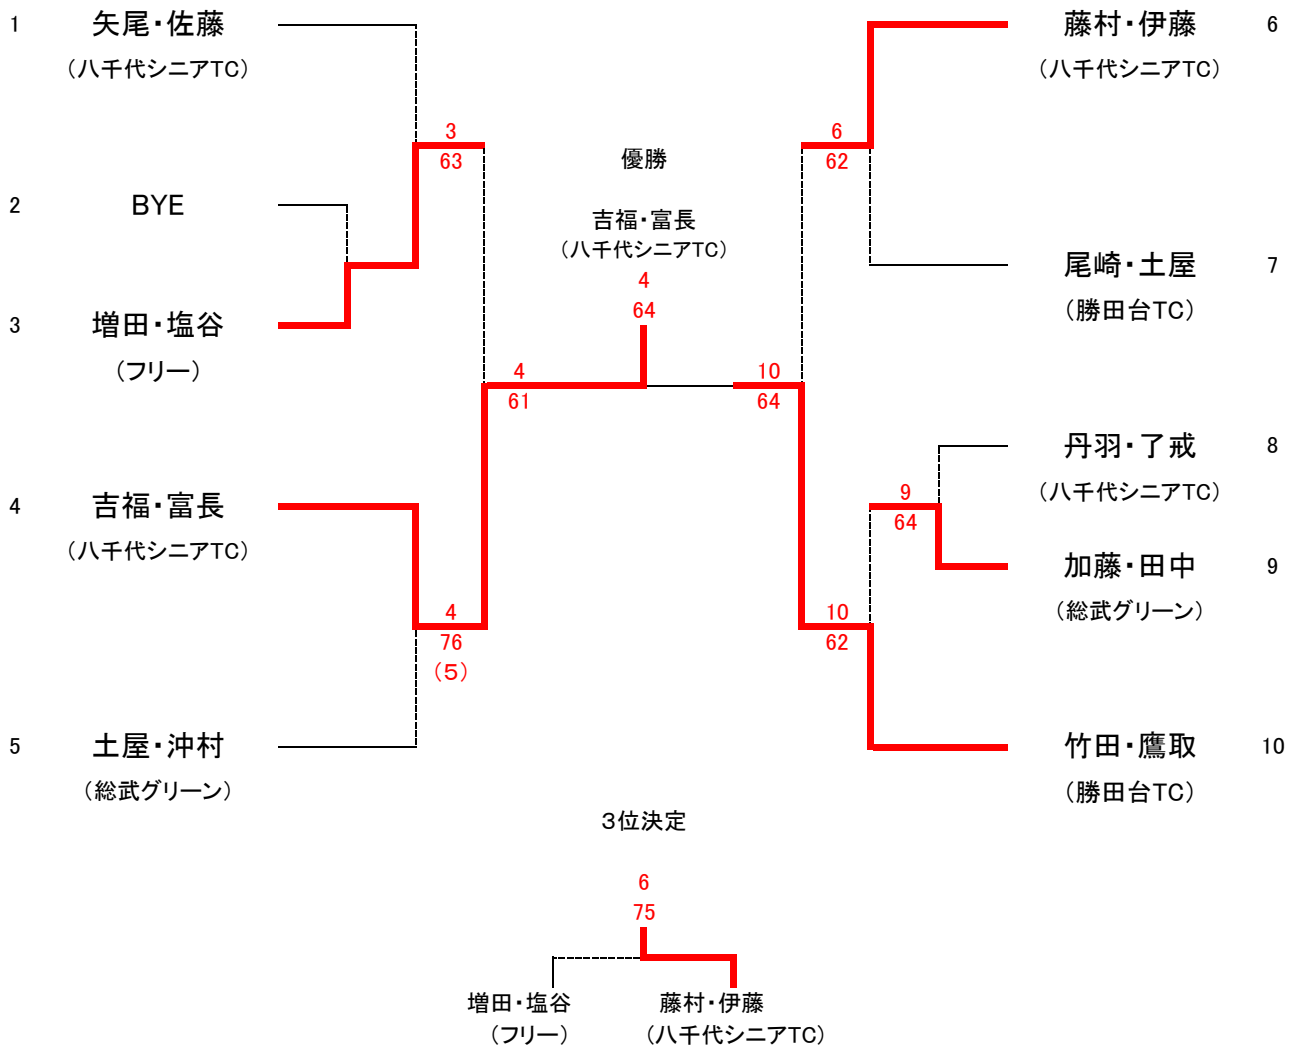 1 矢尾・佐藤
（八千代シニアTC）
3
63
2 BYE
3 増田・塩谷
（フリー）
4
61
4 吉福・富長
（八千代シニアTC）
4
76
（5）
5 土屋・沖村
（総武グリーン）
優勝
吉福・富長
（八千代シニアTC）
4
64
藤村・伊藤 6
（八千代シニアTC）
6
62
尾崎・土屋 7
（勝田台TC）
10
64
丹羽・了戒 8
（八千代シニアTC）
9
64
加藤・田中 9
（総武グリーン）
10
62
竹田・鷹取 10
（勝田台TC）
３位決定
6
75
増田・塩谷 藤村・伊藤
（フリー） （八千代シニアTC）